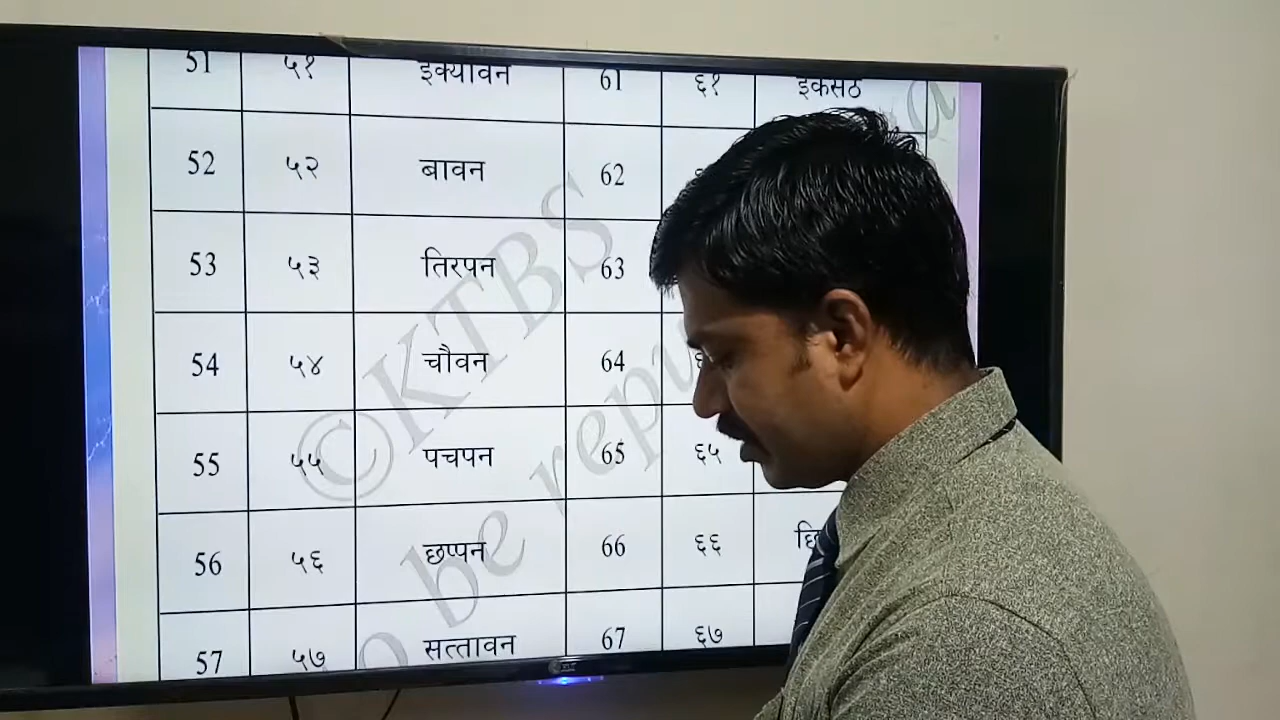 51 ५१ इक्यावन 61 ६१ इकसठ
52 ५२ बावन 62
53 ५३ तिरपन 63
54 ५४ चौवन 64
55 ५५ पचपन 65 ६५
56 ५६ छप्पन 66 ६६
57 ५७ सत्तावन 67 ६७
©KTBS
be